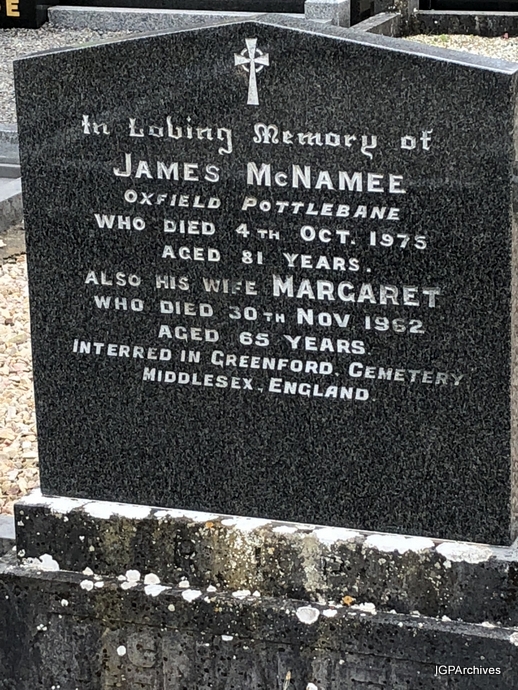 In Loving Memory of
JAMES MCNAMEE
OXFIELD POTTLEBANE
WHO DIED 4TH OCT. 1975
AGED 81 YEARS.
ALSO HIS WIFE MARGARET
WHO DIED 30TH NOV 1962
AGED 65 YEARS
INTERRED IN GREENFORD. CEMETERY
MIDDLESEX., ENGLAND
IGPArchives